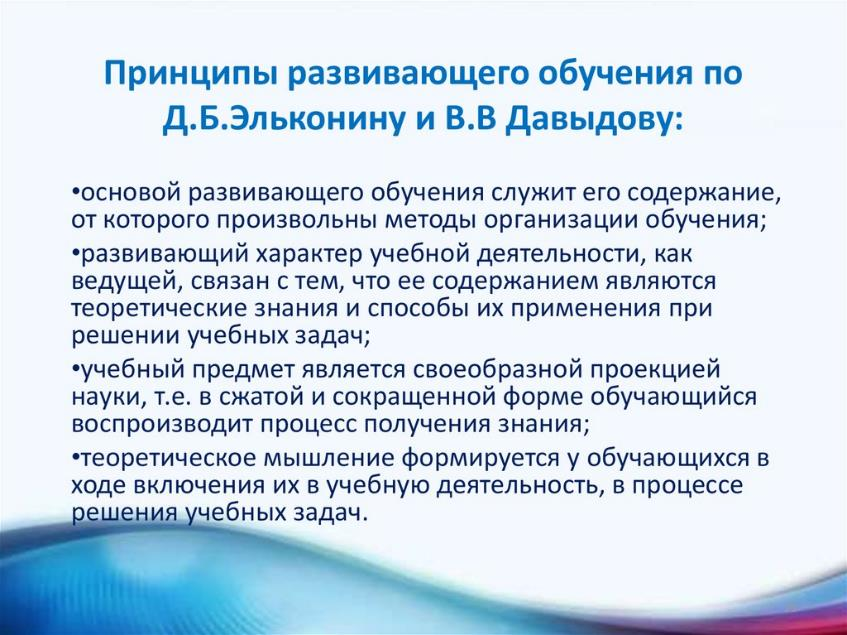 Принципы развивающего обучения по
Д.Б.Эльконину и В.В Давыдову:
•основой развивающего обучения служит его содержание,
от которого произвольны методы организации обучения;
•развивающий характер учебной деятельности, как
ведущей, связан с тем, что ее содержанием являются
теоретические знания и способы их применения при
решении учебных задач;
•учебный предмет является своеобразной проекцией
науки, т.е. в сжатой и сокращенной форме обучающийся
воспроизводит процесс получения знания;
•теоретическое мышление формируется у обучающихся в
ходе включения их в учебную деятельность, в процессе
решения учебных задач.